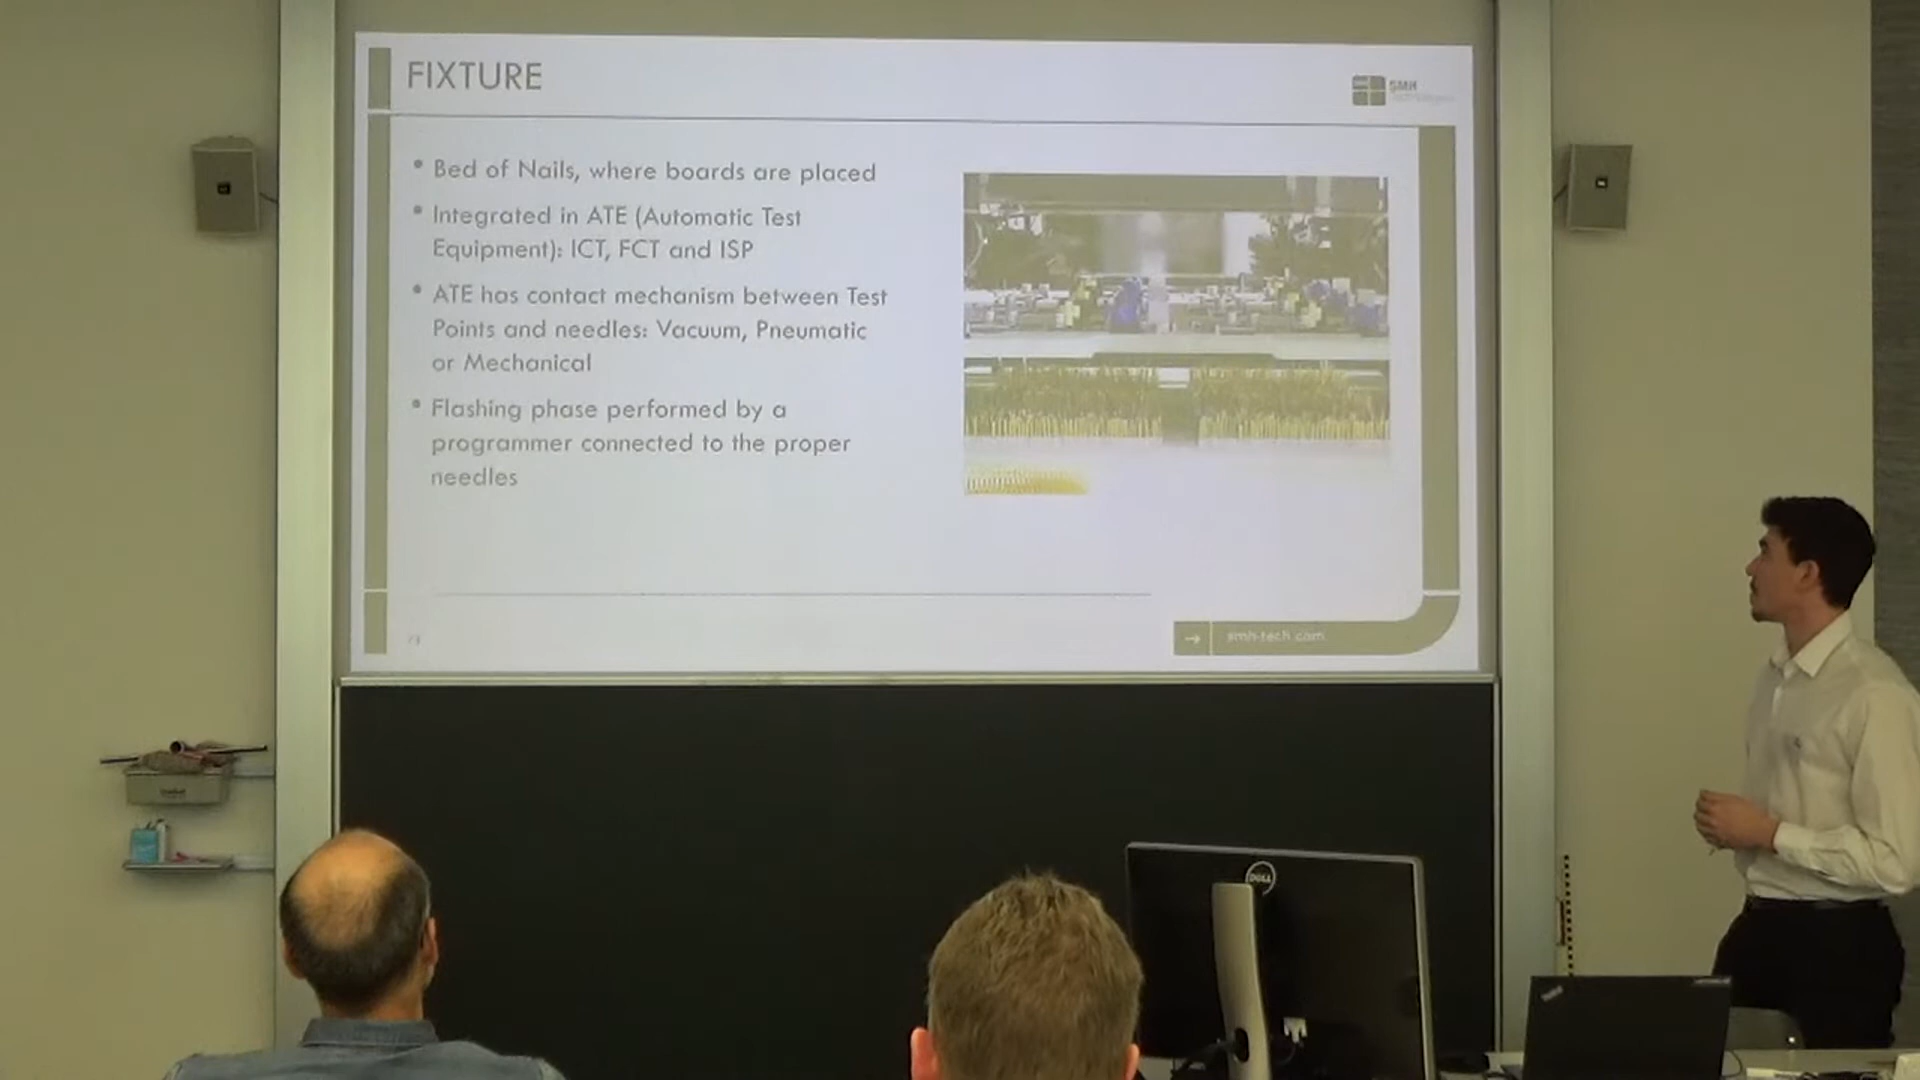 FIXTURE
SMH
• Bed of Nails, where boards are placed
• Integrated in ATE (Automatic Test
Equipment): ICT, FCT and ISP
• ATE has contact mechanism between Test
Points and needles: Vacuum, Pneumatic
or Mechanical
• Flashing phase performed by a
programmer connected to the proper
needles
→ smh-tech.com
DELL